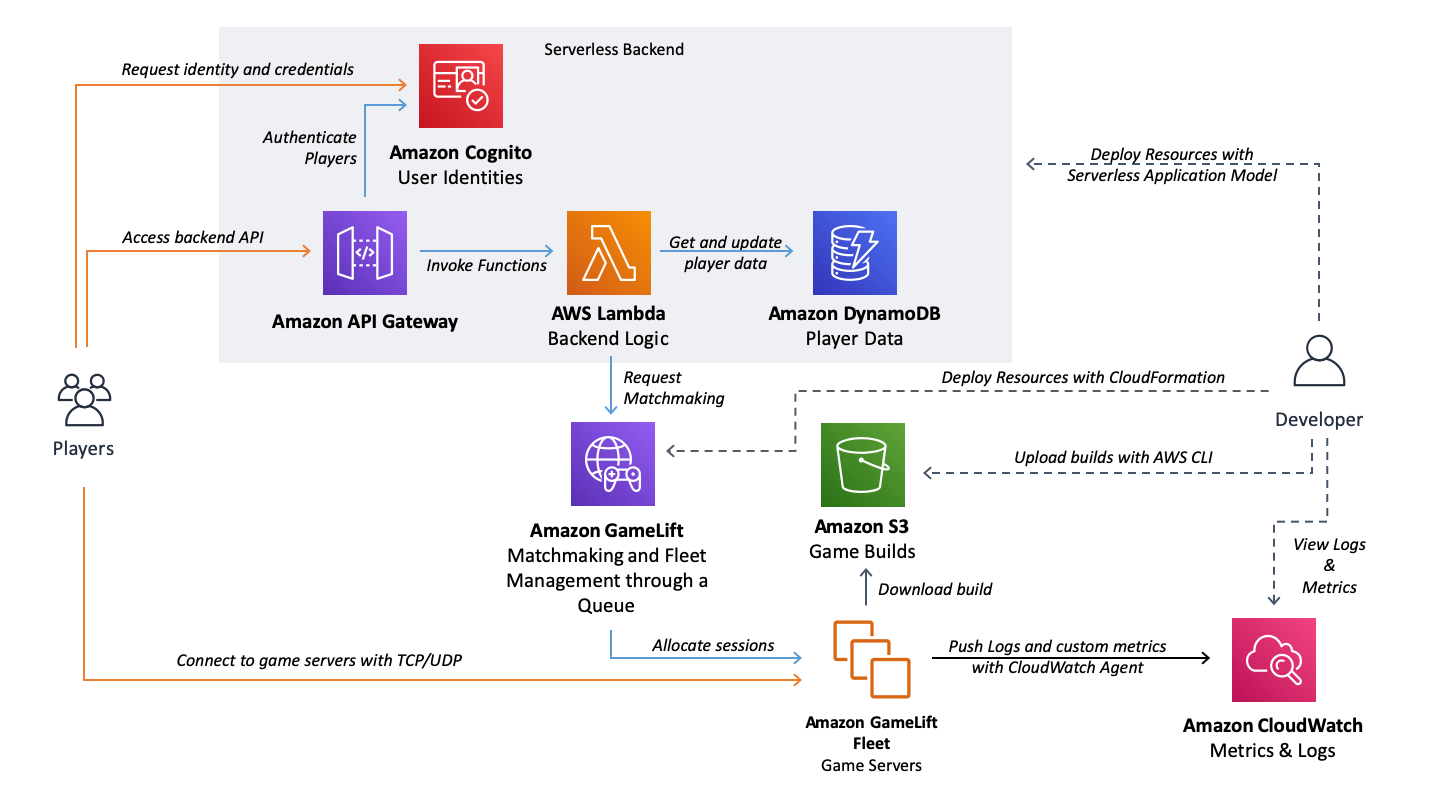 Serverless Backend
Request identity and credentials
Authenticate
Players
Amazon Cognito
User Identities
Deploy Resources with
Serverless Application Model
Access backend API
Invoke Functions
Get and update
player data
Amazon API Gateway
AWS Lambda
Backend Logic
Amazon DynamoDB
Player Data
Request
Matchmaking
Deploy Resources with CloudFormation
Developer
Players
Upload builds with AWS CLI
Amazon GameLift
Matchmaking and Fleet
Management through a
Queue
Amazon S3
Game Builds
View Logs
&
Metrics
Download build
Allocate sessions
Connect to game servers with TCP/UDP
Push Logs and custom metrics
with CloudWatch Agent
Amazon GameLift
Fleet
Game Servers
Amazon CloudWatch
Metrics & Logs